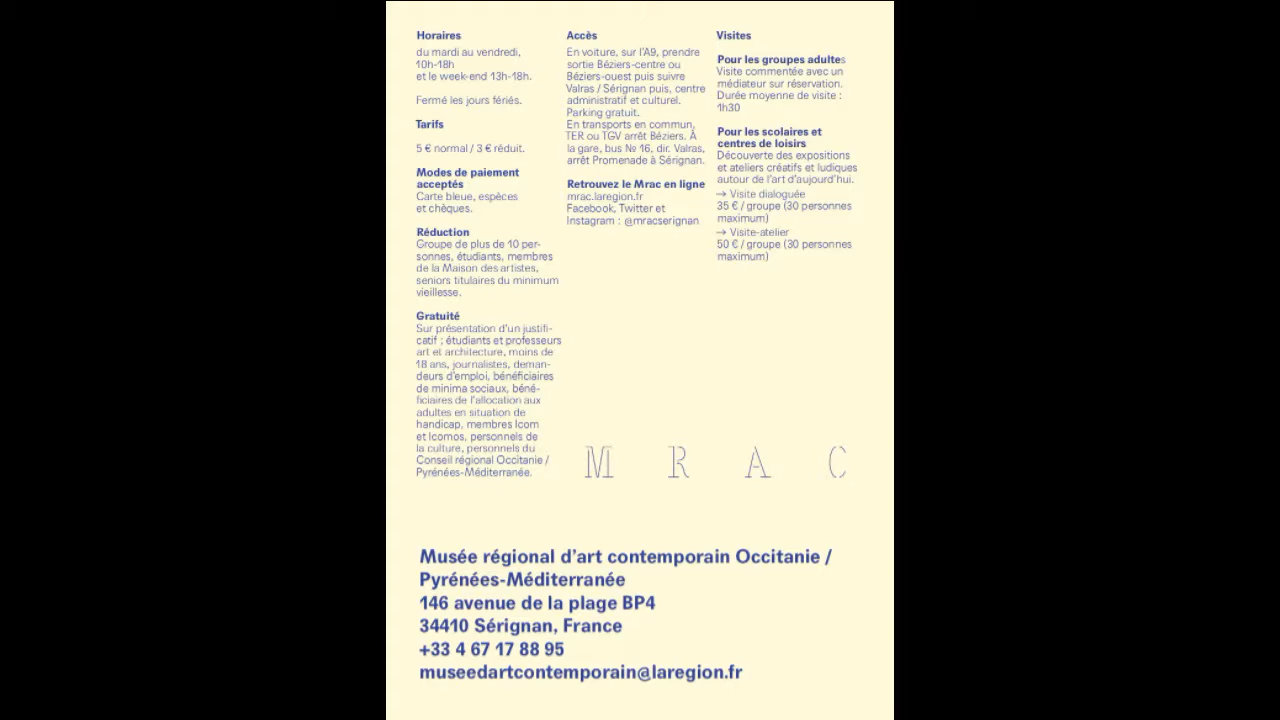 Horaires
du mardi au vendredi,
10h-18h
et le week-end 13h-18h.
Fermé les jours fériés.
Tarifs
5 € normal / 3 € réduit.
Modes de paiement
acceptés
Carte bleue, espèces
et chèques.
Réduction
Groupe de plus de 10 per-
sonnes, étudiants, membres
de la Maison des artistes,
seniors titulaires du minimum
vieillesse.
Gratuité
Sur présentation d'un justifi-
catif : étudiants et professeurs
art et architecture, moins de
18 ans, journalistes, deman-
deurs d'emploi, bénéficiaires
de minima sociaux, béné-
ficiaires de l'allocation aux
adultes en situation de
handicap, membres Icom
et Icomos, personnels de
la culture, personnels du
Conseil régional Occitanie /
Pyrénées-Méditerranée.
Accès
En voiture, sur l'A9, prendre
sortie Béziers-centre ou
Béziers-ouest puis suivre
Valras / Sérignan puis, centre
administratif et culturel.
Parking gratuit.
En transports en commun,
TER ou TGV arrêt Béziers. À
la gare, bus № 16, dir. Valras,
arrêt Promenade à Sérignan.
Retrouvez le Mrac en ligne
mrac.laregion.fr
Facebook, Twitter et
Instagram : @mracserignan
Visites
Pour les groupes adultes
Visite commentée avec un
médiateur sur réservation.
Durée moyenne de visite :
1h30
Pour les scolaires et
centres de loisirs
Découverte des expositions
et ateliers créatifs et ludiques
autour de l'art d'aujourd'hui.
→ Visite dialoguée
35 € / groupe (30 personnes
maximum)
→ Visite-atelier
50 € / groupe (30 personnes
maximum)
M R A C
Musée régional d'art contemporain Occitanie /
Pyrénées-Méditerranée
146 avenue de la plage BP4
34410 Sérignan, France
+33 4 67 17 88 95
museedartcontemporain@laregion.fr